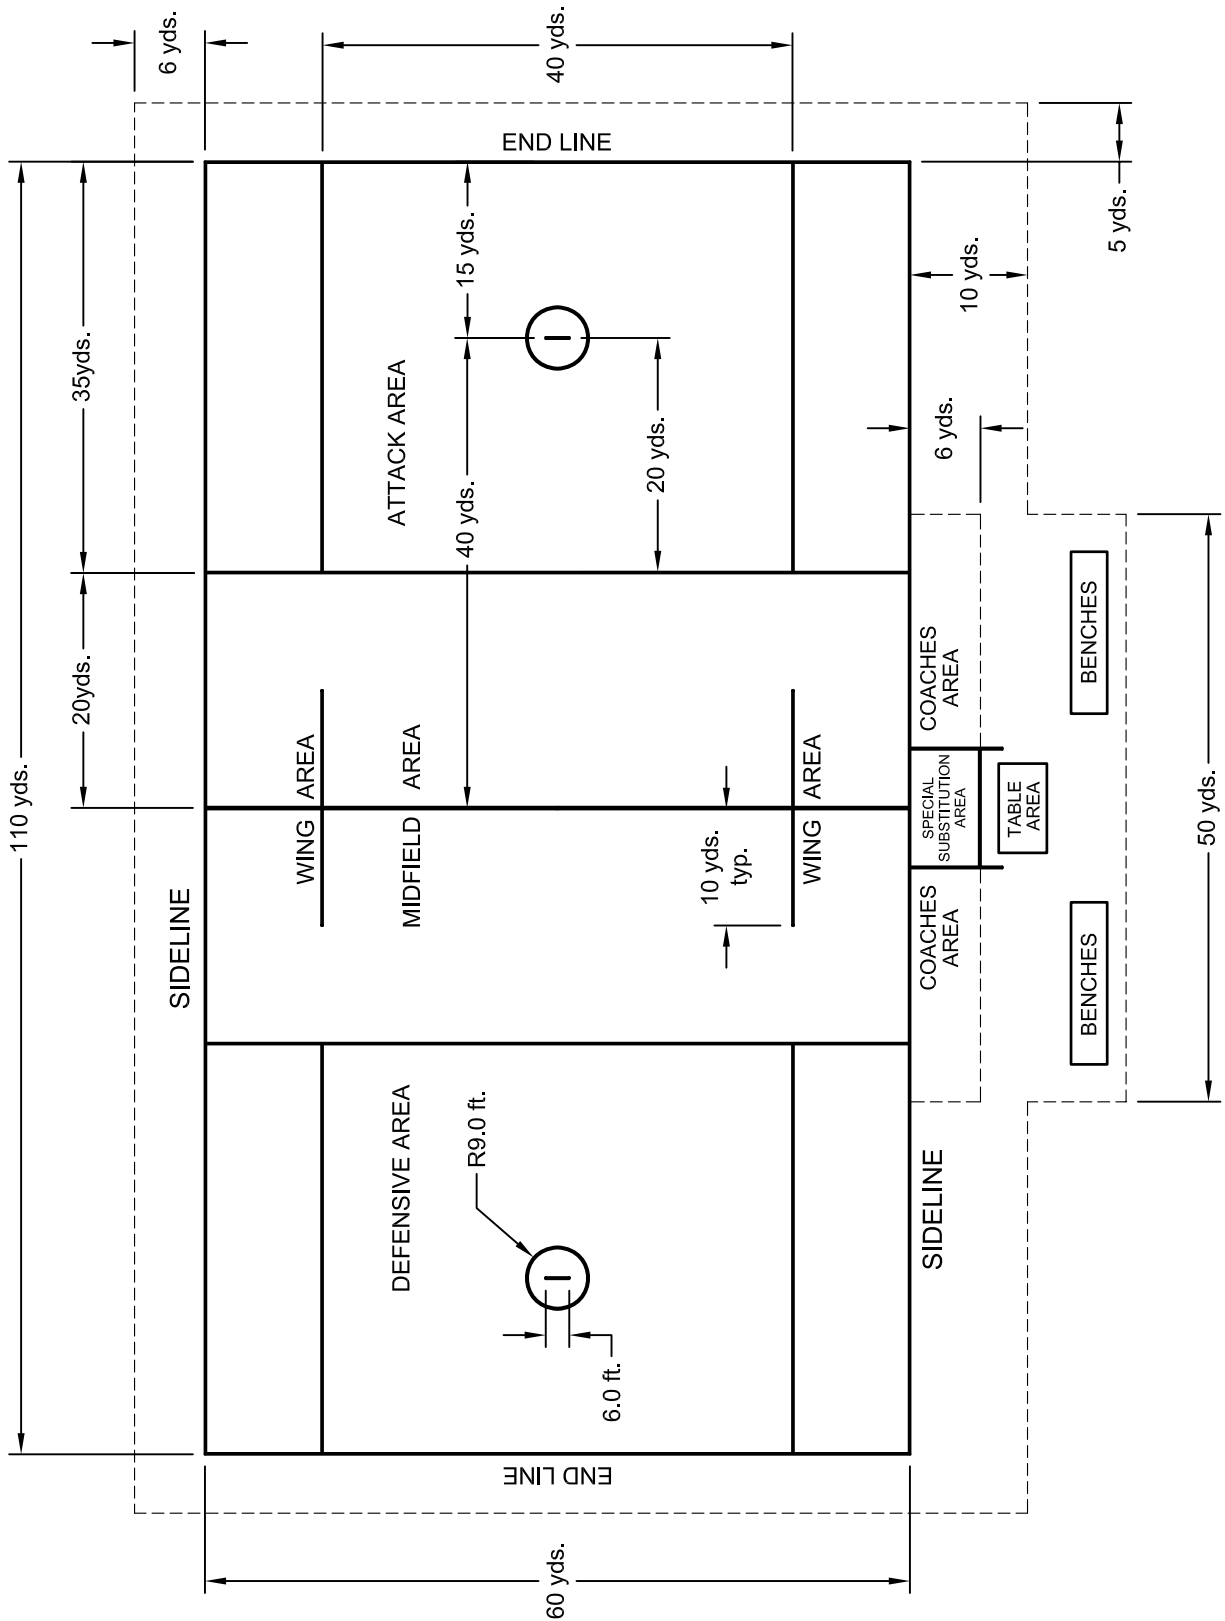 110 yds.
20yds.
35yds.
6 yds.
SIDELINE
WING AREA
DEFENSIVE AREA
MIDFIELD AREA
ATTACK AREA
R9.0 ft.
40 yds.
15 yds.
60 yds.
END LINE
END LINE
40 yds.
6.0 ft.
20 yds.
10 yds.
typ.
WING AREA
SIDELINE
COACHES
AREA
SPECIAL
SUBSTITUTION
AREA
COACHES
AREA
6 yds.
10 yds.
TABLE
AREA
BENCHES
BENCHES
5 yds.
50 yds.